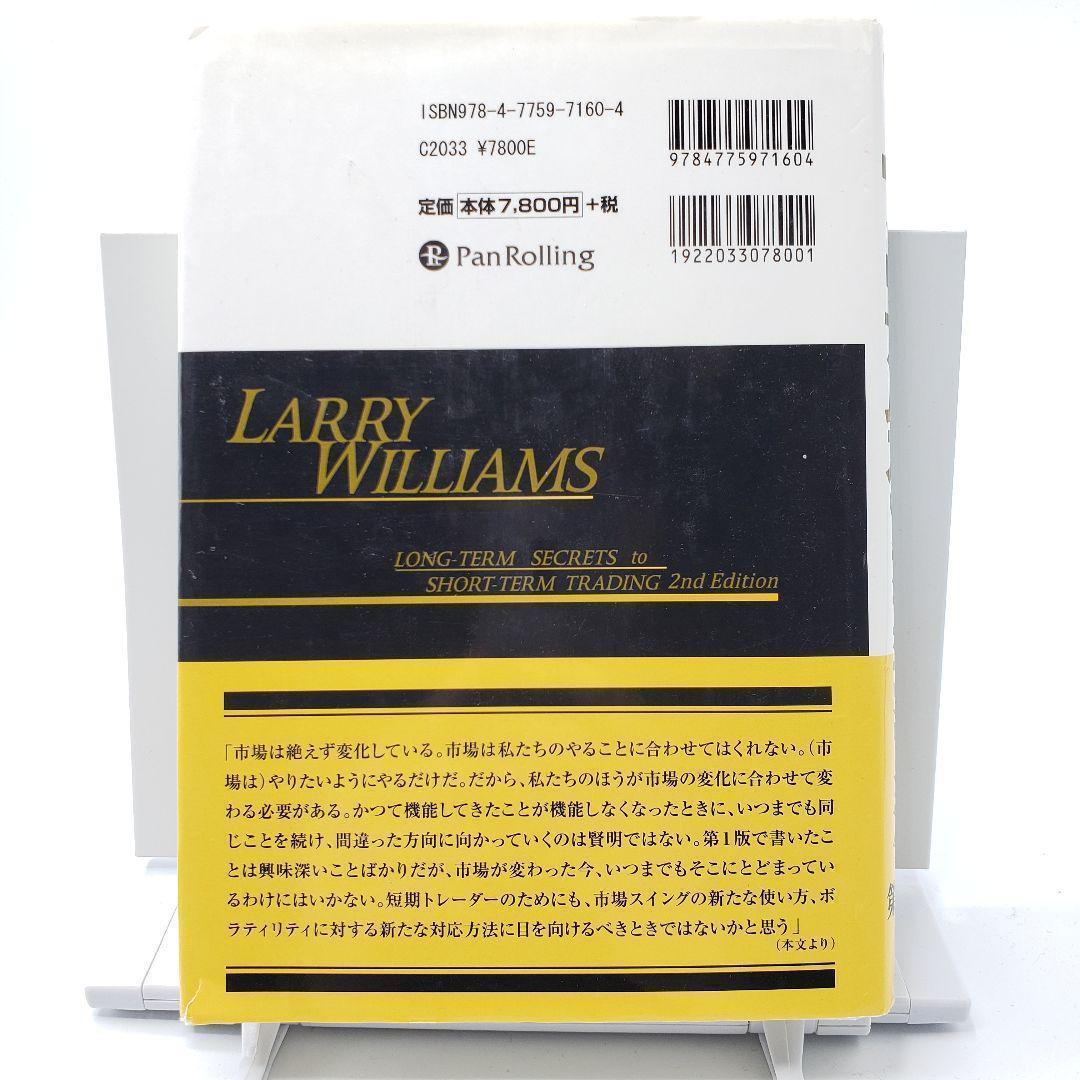 ISBN978-4-7759-7160-4
C2033 ¥7800E
9784775971604
定価 本体7,800円 +税
1922033078001
PanRolling
LARRY
WILLIAMS
LONG-TERM SECRETS to
SHORT-TERM TRADING 2nd Edition
「市場は絶えず変化している。市場は私たちのやることに合わせてはくれない。(市
場は)やりたいようにやるだけだ。だから、私たちのほうが市場の変化に合わせて変
わる必要がある。かつて機能してきたことが機能しなくなったときに、いつまでも同
じことを続け、間違った方向に向かっていくのは賢明ではない。第1版で書いたこ
とは興味深いことばかりだが、市場が変わった今、いつまでもそこにとどまってい
るわけにはいかない。短期トレーダーのためにも、市場スイングの新たな使い方、ボ
ラティリティに対する新たな対応方法に目を向けるべきときではないかと思う」
(本文より)